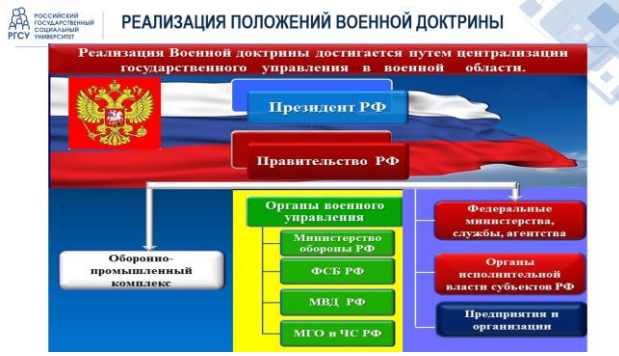 РОССИЙСКИЙ
ГОСУДАРСТВЕННЫЙ
СОЦИАЛЬНЫЙ
УНИВЕРСИТЕТ
РГСУ
РЕАЛИЗАЦИЯ ПОЛОЖЕНИЙ ВОЕННОЙ ДОКТРИНЫ
Реализация Военной доктрины достигается путем централизации
государственного управления в военной области.
Президент РФ
Правительство РФ
Оборонно-
промышленный
комплекс
Органы военного
управления
Министерство
обороны РФ
ФСБ РФ
МВД РФ
МГО и ЧС РФ
Федеральные
министерства,
службы, агентства
Органы
исполнительной
власти субъектов РФ
Предприятия и
организации